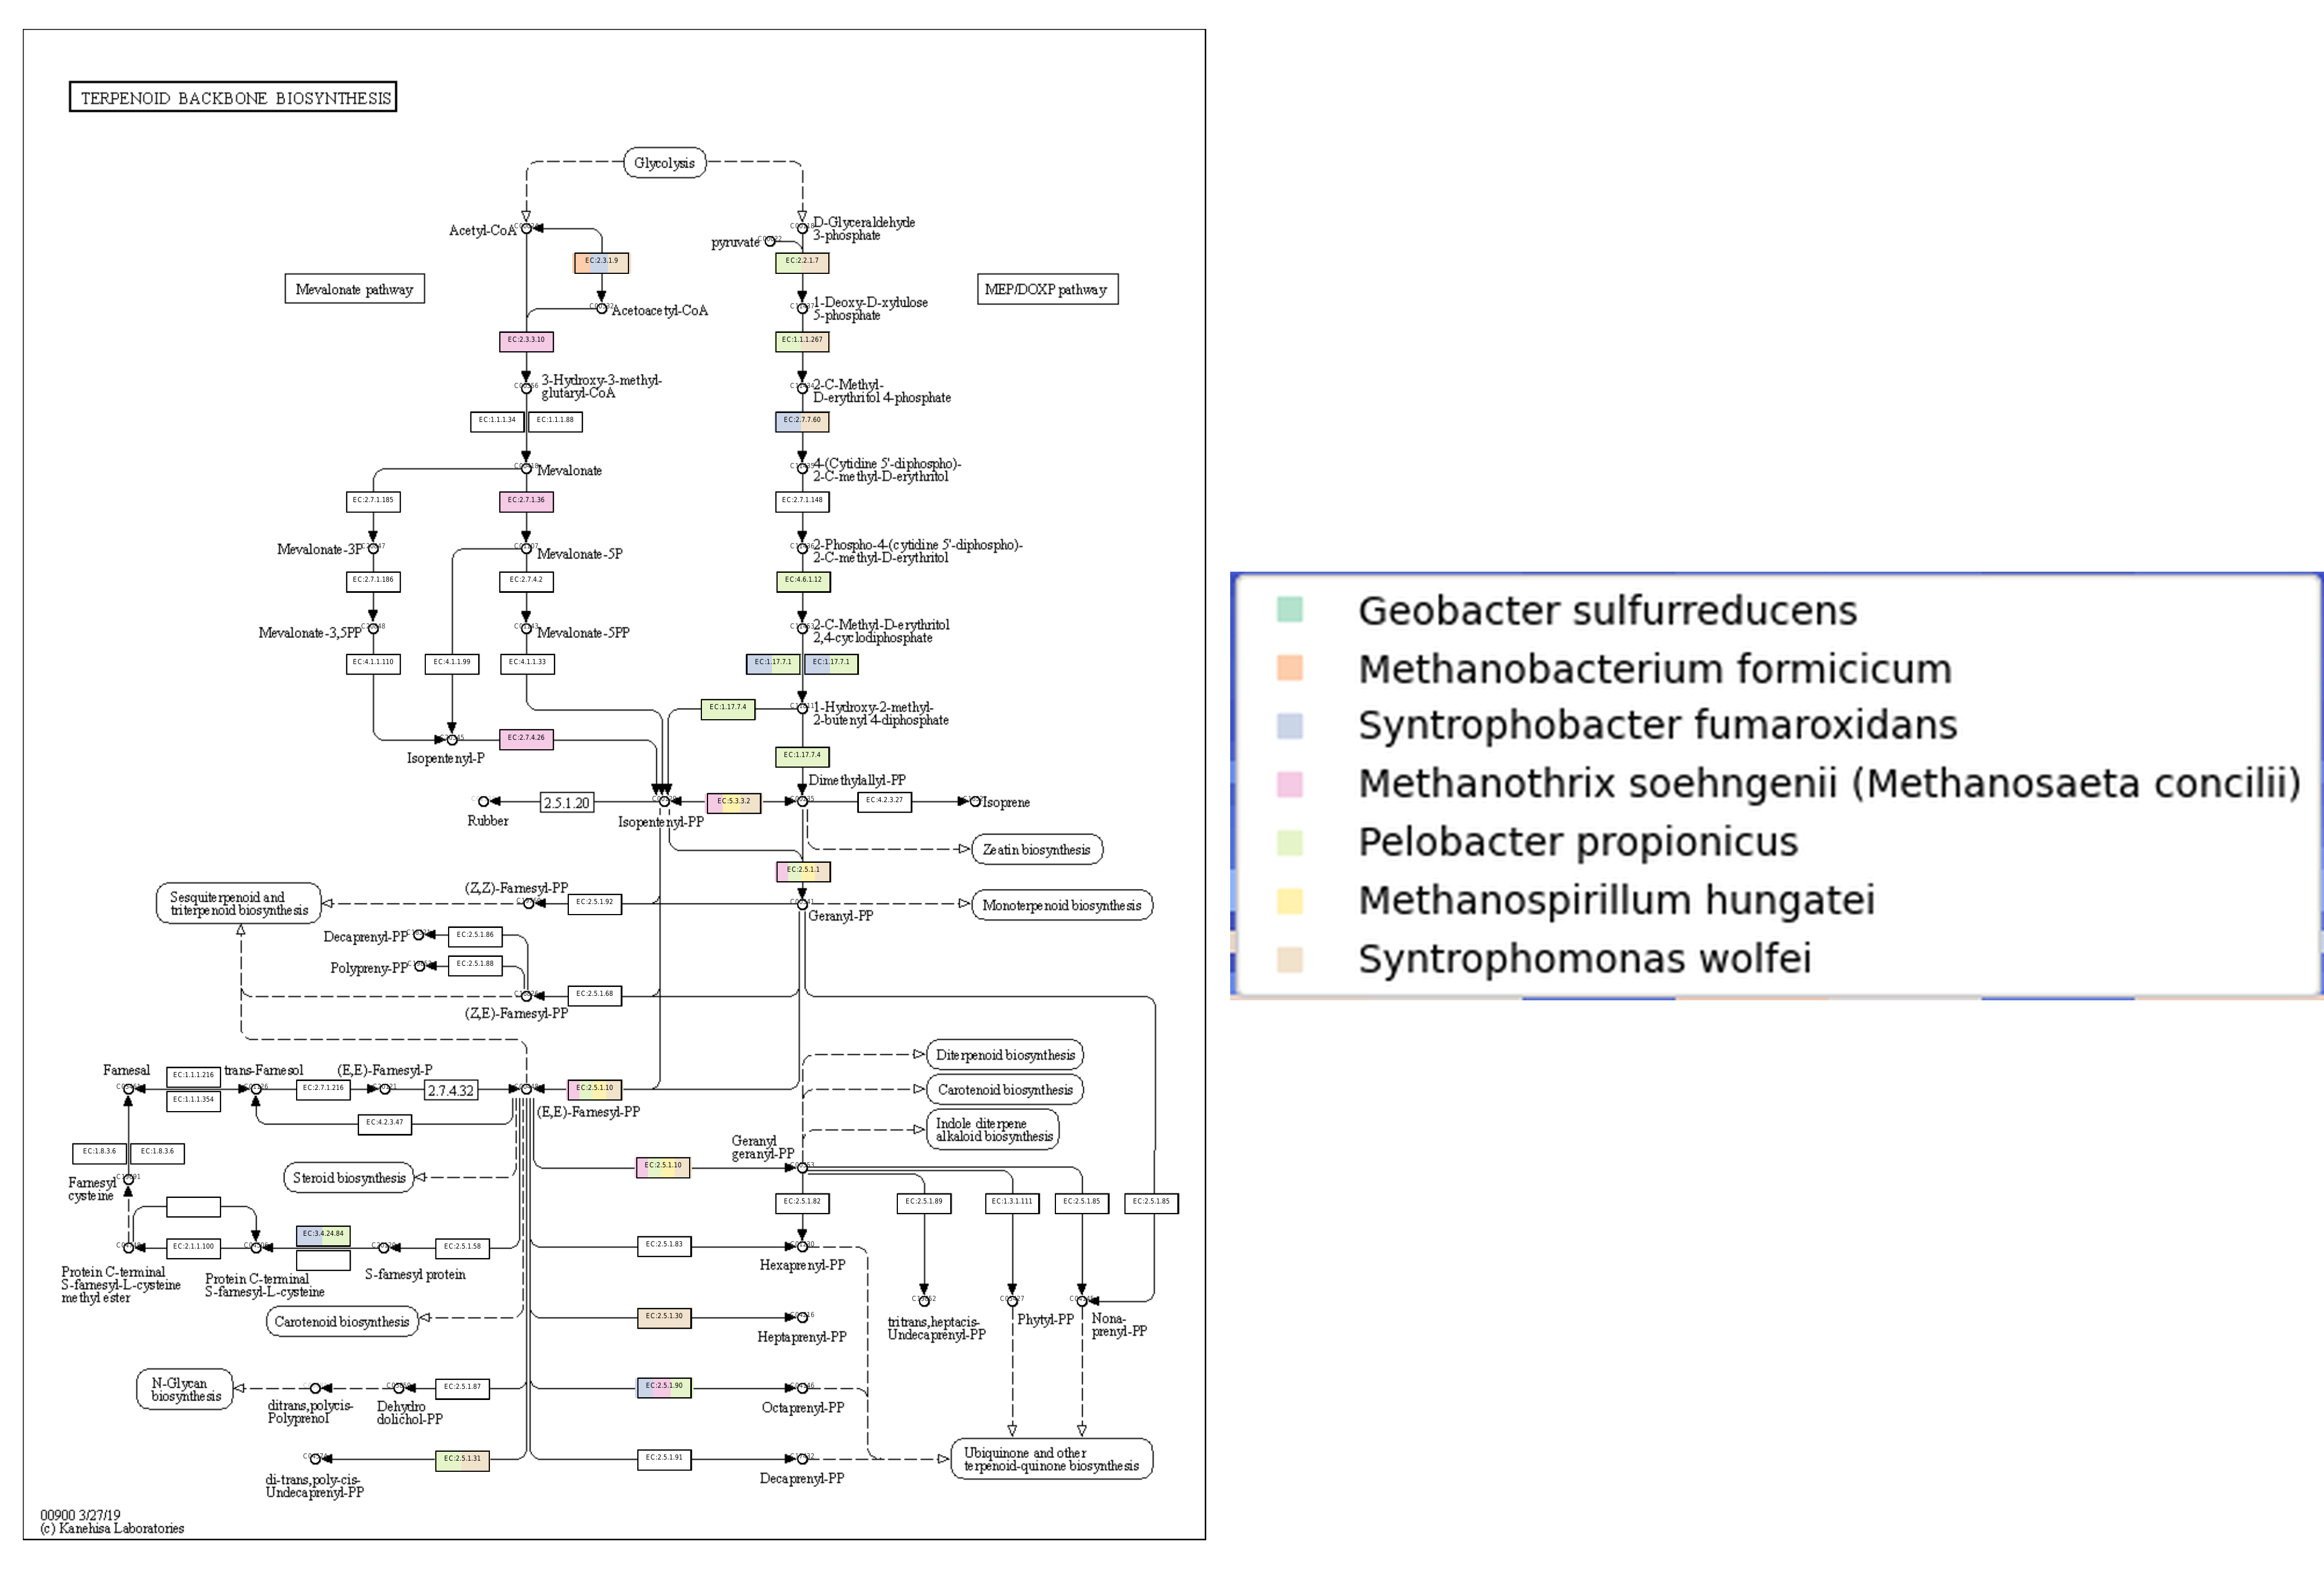 TERPENOID BACKBONE BIOSYNTHESIS
Glycolysis
Acetyl-CoA
pyruvate
D-Glyceraldehyde
3-phosphate
EC:2.3.1.9
EC:2.2.1.7
Mevalonate pathway
MEP/DOXP pathway
Acetoacetyl-CoA
1-Deoxy-D-xylulose
5-phosphate
EC:2.3.3.10
EC:1.1.1.267
3-Hydroxy-3-methyl-
glutaryl-CoA
2-C-Methyl-
D-erythritol 4-phosphate
EC:1.1.1.34
EC:1.1.1.88
EC:2.7.7.60
Mevalonate
4-(Cytidine 5'-diphospho)-
2-C-methyl-D-erythritol
EC:2.7.1.185
EC:2.7.1.36
EC:2.7.1.148
Mevalonate-3P
Mevalonate-5P
2-Phospho-4-(cytidine 5'-diphospho)-
2-C-methyl-D-erythritol
EC:2.7.1.186
EC:2.7.4.2
EC:4.6.1.12
Mevalonate-3,5PP
Mevalonate-5PP
2-C-Methyl-D-erythritol
2,4-cyclodiphosphate
EC:4.1.1.110
EC:4.1.1.99
EC:4.1.1.33
EC:1.17.7.1
EC:1.17.7.1
EC:1.17.7.4
1-Hydroxy-2-methyl-
2-butenyl 4-diphosphate
Isopentenyl-P
EC:2.7.4.26
EC:1.17.7.4
Dimethylallyl-PP
Rubber
2.5.1.20
Isopentenyl-PP
EC:5.3.3.2
EC:4.2.3.27
Isoprene
Zeatin biosynthesis
EC:2.5.1.1
Sesquiterpenoid and
triterpenoid biosynthesis
(Z,Z)-Farnesyl-PP
EC:2.5.1.92
Geranyl-PP
Monoterpenoid biosynthesis
Decaprenyl-PP
EC:2.5.1.86
Polypreny-PP
EC:2.5.1.88
EC:2.5.1.68
(Z,E)-Farnesyl-PP
Diterpenoid biosynthesis
Farnesal
EC:1.1.1.216
EC:1.1.1.354
trans-Farnesol
EC:2.7.1.216
(E,E)-Farnesyl-P
2.7.4.32
EC:2.5.1.10
(E,E)-Farnesyl-PP
Carotenoid biosynthesis
EC:4.2.3.47
Indole diterpene
alkaloid biosynthesis
EC:1.8.3.6
EC:1.8.3.6
Geranyl
geranyl-PP
Farnesyl
cysteine
Steroid biosynthesis
EC:2.5.1.10
EC:2.5.1.82
EC:2.5.1.89
EC:1.3.1.111
EC:2.5.1.85
EC:2.5.1.85
EC:3.4.24.84
EC:2.1.1.100
EC:2.5.1.58
EC:2.5.1.83
Hexaprenyl-PP
Protein C-terminal
S-farnesyl-L-cysteine
methyl ester
Protein C-terminal
S-farnesyl-L-cysteine
S-farnesyl protein
Carotenoid biosynthesis
EC:2.5.1.30
Heptaprenyl-PP
tritrans,heptacis-
Undecaprenyl-PP
Phytyl-PP
Nona-
prenyl-PP
N-Glycan
biosynthesis
ditrans,polycis-
Polyprenol
Dehydro
dolichol-PP
EC:2.5.1.87
EC:2.5.1.90
Octaprenyl-PP
di-trans,poly-cis-
Undecaprenyl-PP
EC:2.5.1.31
EC:2.5.1.91
Decaprenyl-PP
Ubiquinone and other
terpenoid-quinone biosynthesis
00900 3/27/19
(c) Kanehisa Laboratories
Geobacter sulfurreducens
Methanobacterium formicicum
Syntrophobacter fumaroxidans
Methanothrix soehngenii (Methanosaeta concilii)
Pelobacter propionicus
Methanospirillum hungatei
Syntrophomonas wolfei